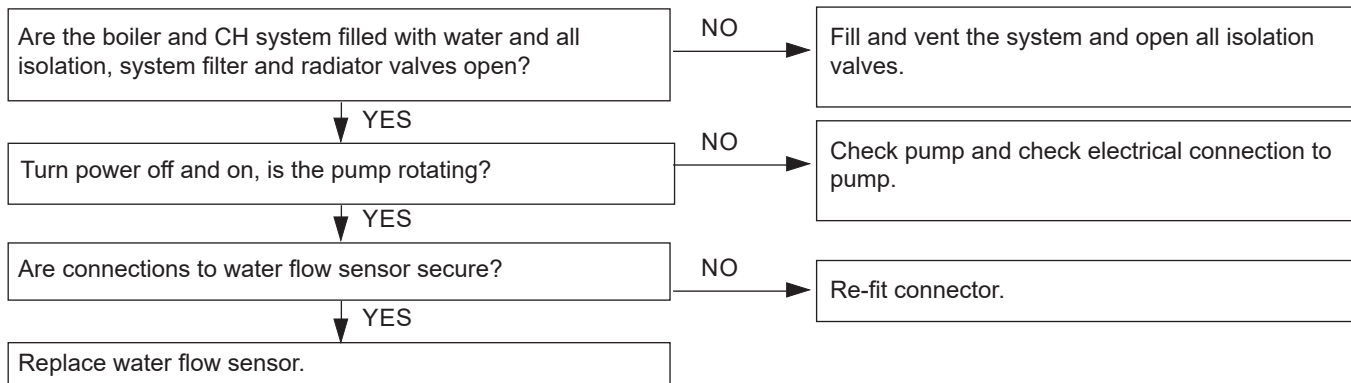 Are the boiler and CH system filled with water and all
isolation, system filter and radiator valves open?
NO
Fill and vent the system and open all isolation
valves.
YES
Turn power off and on, is the pump rotating?
NO
Check pump and check electrical connection to
pump.
YES
Are connections to water flow sensor secure?
NO
Re-fit connector.
YES
Replace water flow sensor.